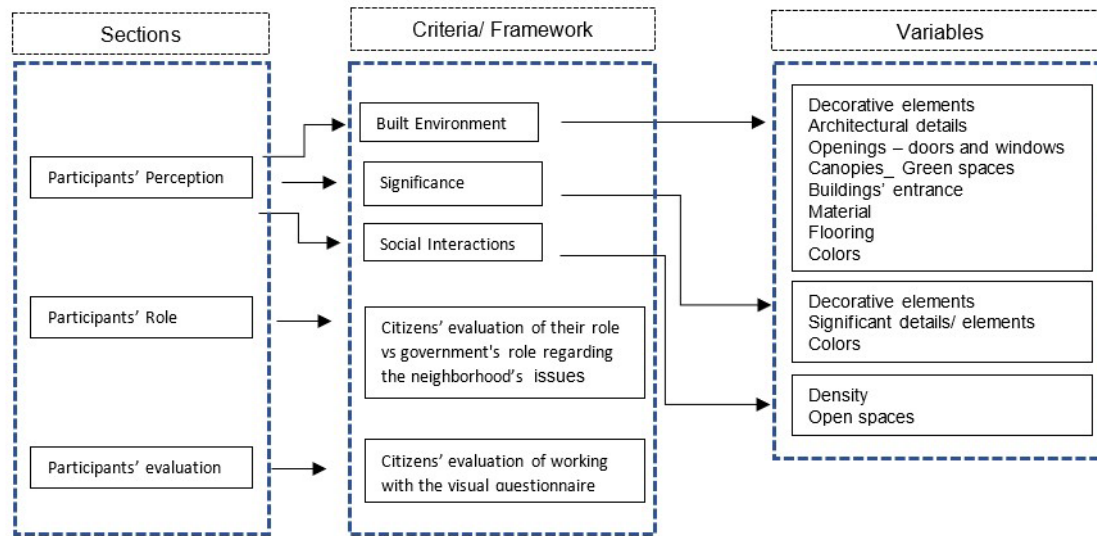 Sections
Participants' Perception
Participants' Role
Participants' evaluation
Criteria/ Framework
Built Environment
Significance
Social Interactions
Citizens' evaluation of their role
vs government's role regarding
the neighborhood's issues
Citizens' evaluation of working
with the visual questionnaire
Variables
Decorative elements
Architectural details
Openings – doors and windows
Canopies_ Green spaces
Buildings' entrance
Material
Flooring
Colors
Decorative elements
Significant details/ elements
Colors
Density
Open spaces